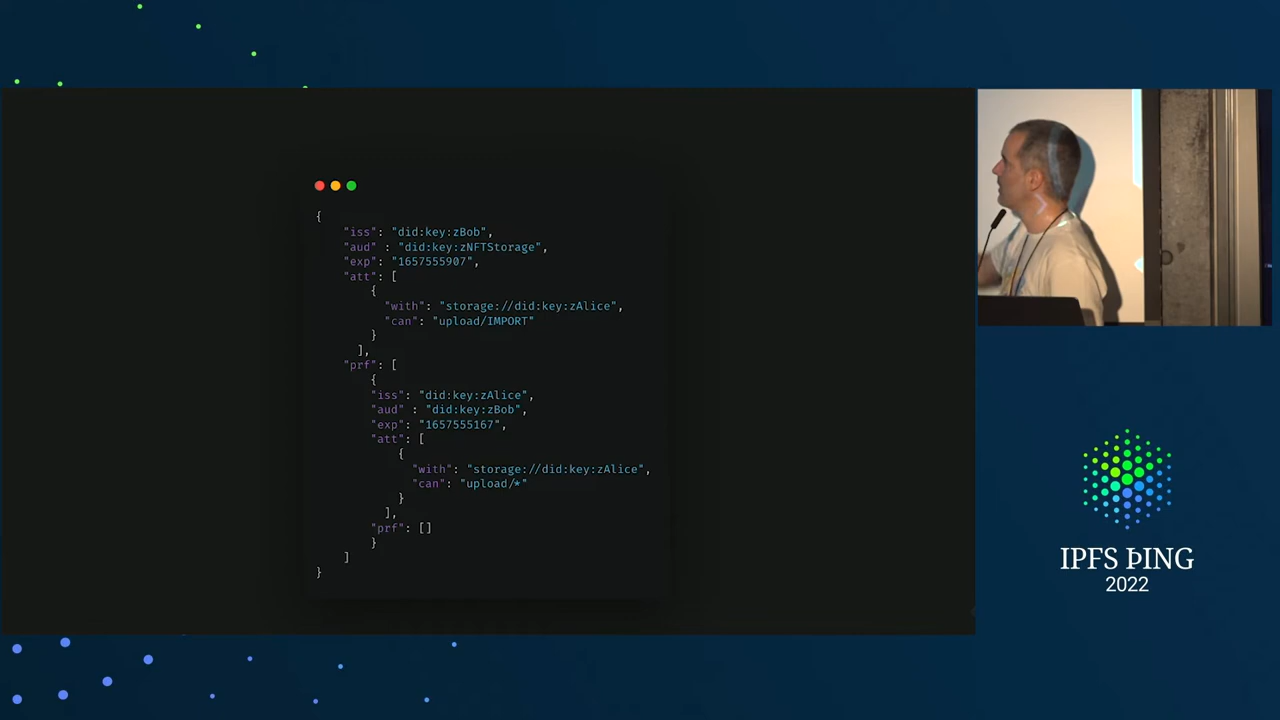 {
"iss": "did:key:zBob",
"aud" : "did:key:zNFTStorage",
"exp": "1657555907",
"att": [
{
"with": "storage://did:key:zAlice",
"can": "upload/IMPORT"
}
],
"prf": [
{
"iss": "did:key:zAlice",
"aud" : "did:key:zBob",
"exp": "1657555167",
"att": [
{
"with": "storage://did:key:zAlice",
"can": "upload/*"
}
],
"prf": []
}
]
}
IPFS ÞING
2022